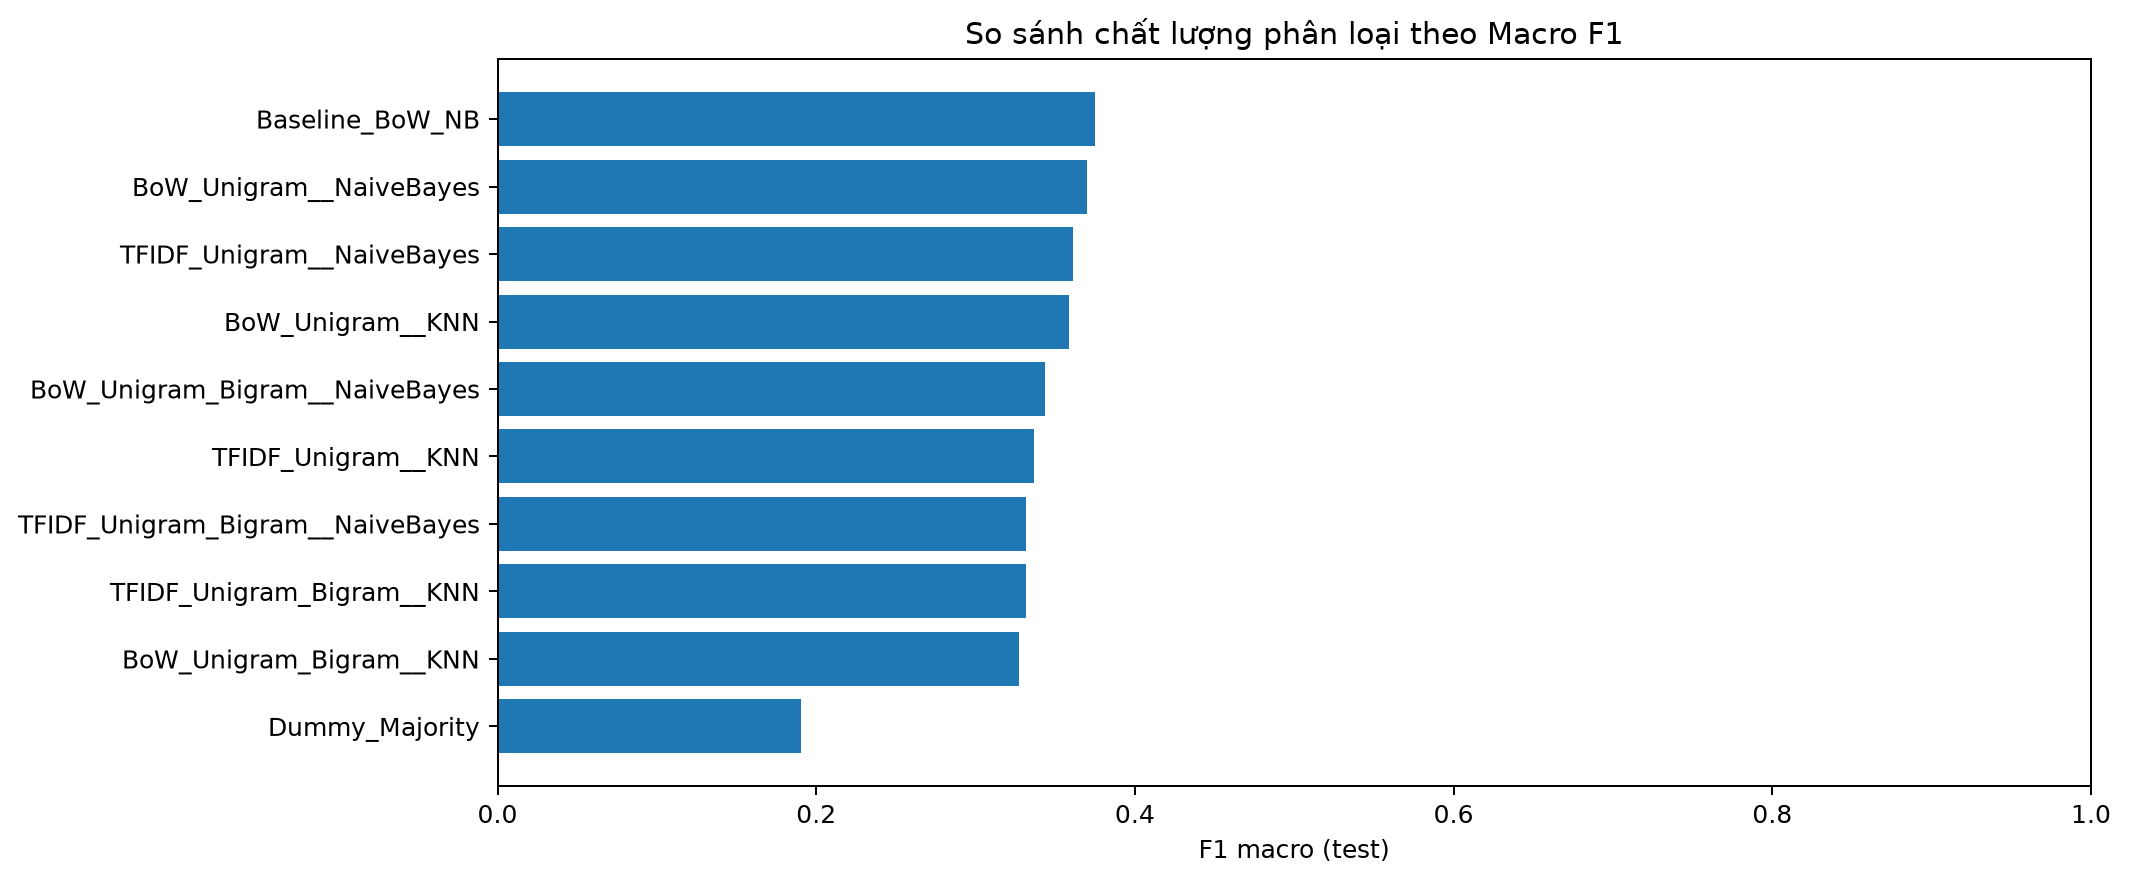 So sánh chất lượng phân loại theo Macro F1
Baseline_BoW_NB
BoW_Unigram__NaiveBayes
TFIDF_Unigram__NaiveBayes
BoW_Unigram__KNN
BoW_Unigram_Bigram__NaiveBayes
TFIDF_Unigram__KNN
TFIDF_Unigram_Bigram__NaiveBayes
TFIDF_Unigram_Bigram__KNN
BoW_Unigram_Bigram__KNN
Dummy_Majority
0.0 0.2 0.4 0.6 0.8 1.0
F1 macro (test)